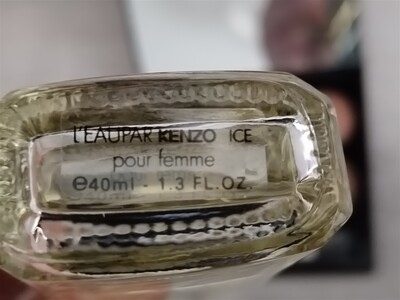 L'EAUPAR KENZO ICE
pour femme
℮40ml - 1.3 FL.OZ.